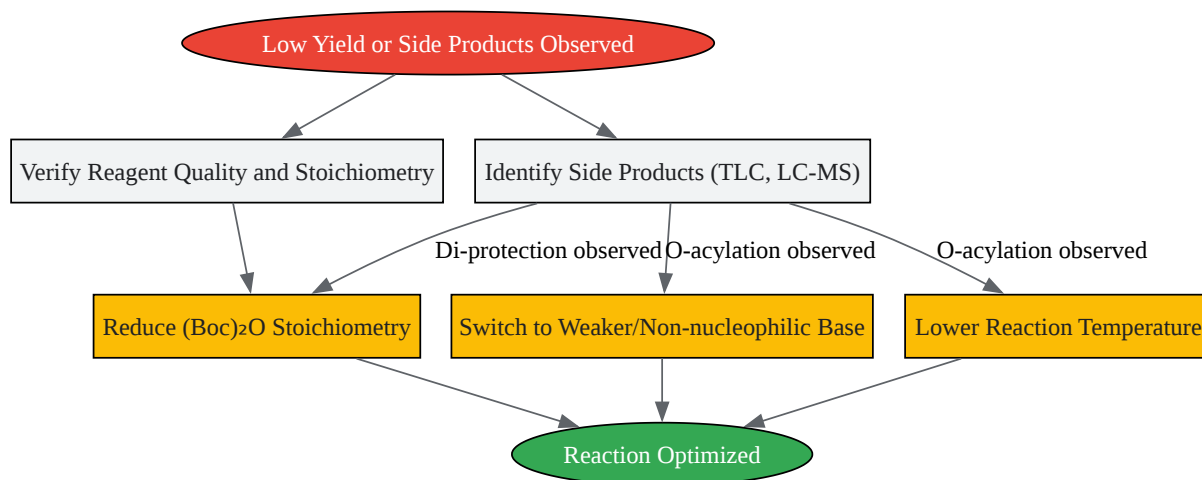 Low Yield or Side Products Observed
Verify Reagent Quality and Stoichiometry
Identify Side Products (TLC, LC-MS)
Di-protection observed
O-acylation observed
O-acylation observed
Reduce (Boc)₂O Stoichiometry
Switch to Weaker/Non-nucleophilic Base
Lower Reaction Temperature
Reaction Optimized